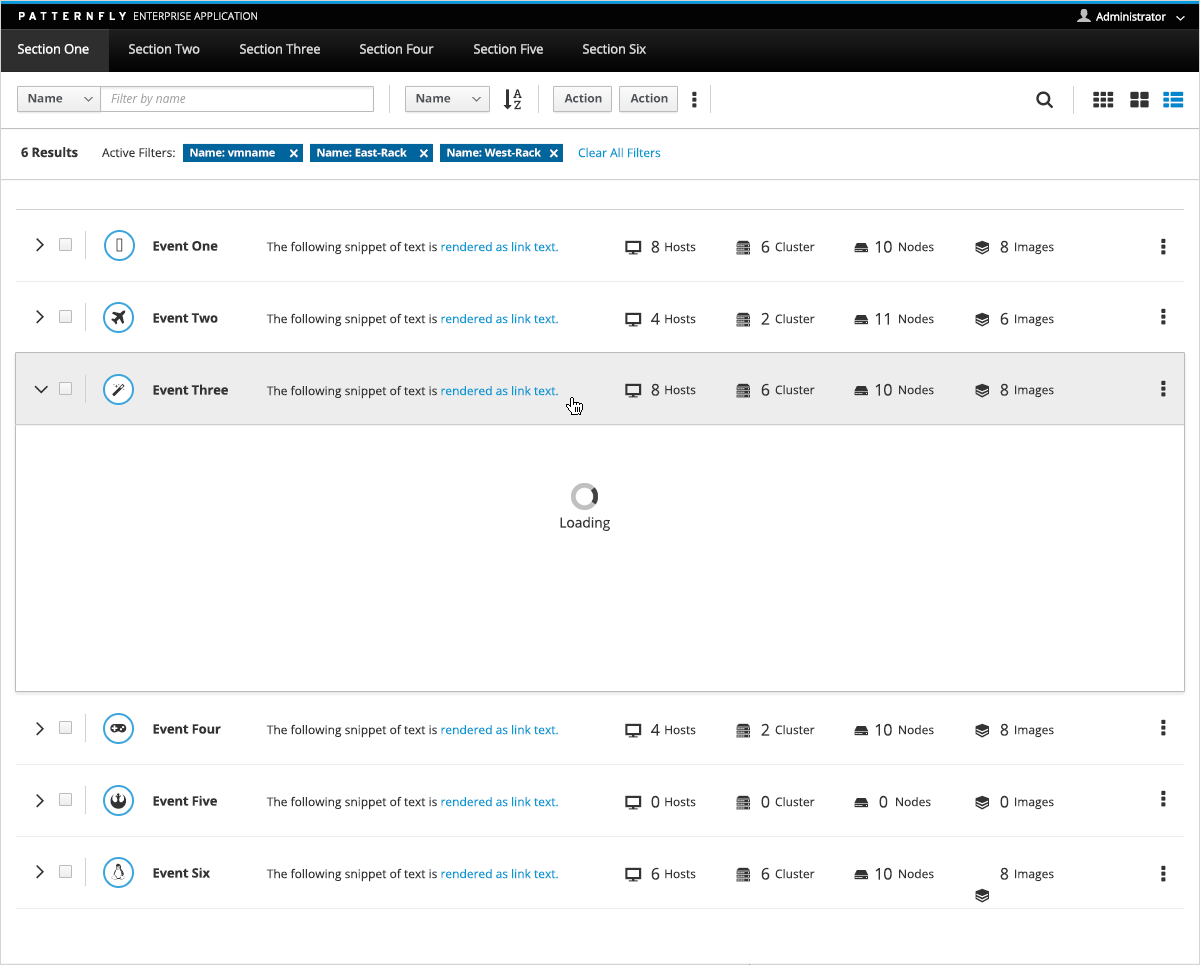 PATTERNFLY ENTERPRISE APPLICATION Administrator
Section One Section Two Section Three Section Four Section Five Section Six
Name Filter by name Name A Z Action Action
6 Results Active Filters: Name: vmname Name: East-Rack Name: West-Rack Clear All Filters
Event One The following snippet of text is rendered as link text. 8 Hosts 6 Cluster 10 Nodes 8 Images
Event Two The following snippet of text is rendered as link text. 4 Hosts 2 Cluster 11 Nodes 6 Images
Event Three The following snippet of text is rendered as link text. 8 Hosts 6 Cluster 10 Nodes 8 Images
Loading
Event Four The following snippet of text is rendered as link text. 4 Hosts 2 Cluster 10 Nodes 8 Images
Event Five The following snippet of text is rendered as link text. 0 Hosts 0 Cluster 0 Nodes 0 Images
Event Six The following snippet of text is rendered as link text. 6 Hosts 6 Cluster 10 Nodes 8 Images